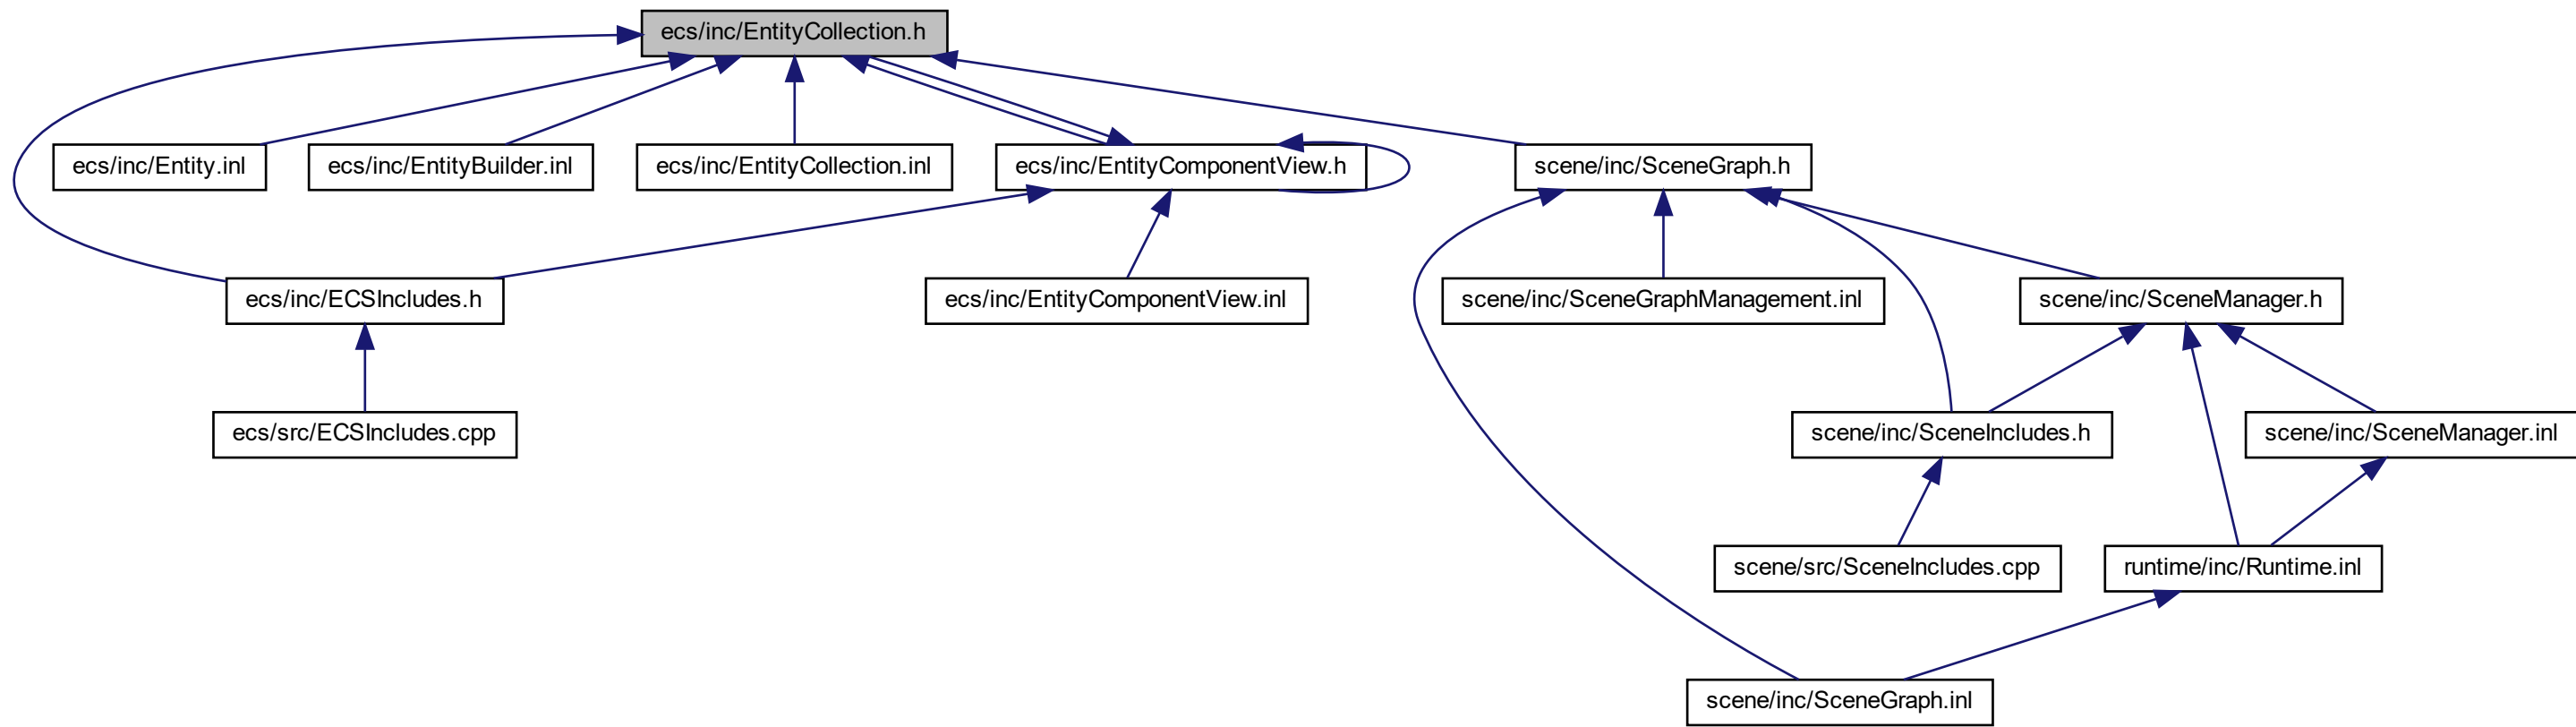 ecs/inc/EntityCollection.h
ecs/inc/Entity.inl
ecs/inc/EntityBuilder.inl
ecs/inc/EntityCollection.inl
ecs/inc/EntityComponentView.h
scene/inc/SceneGraph.h
ecs/inc/ECSIncludes.h
ecs/inc/EntityComponentView.inl
scene/inc/SceneGraphManagement.inl
scene/inc/SceneManager.h
ecs/src/ECSIncludes.cpp
scene/inc/SceneIncludes.h
scene/inc/SceneManager.inl
scene/src/SceneIncludes.cpp
runtime/inc/Runtime.inl
scene/inc/SceneGraph.inl